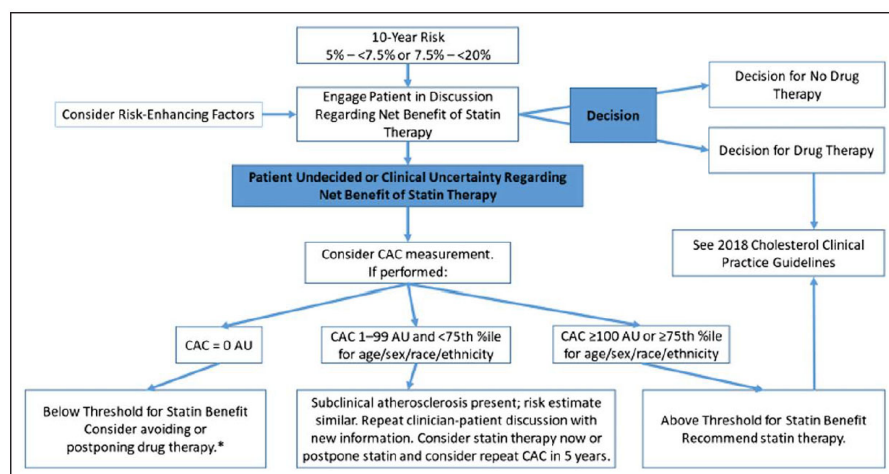 10-Year Risk
5% – <7.5% or 7.5% – <20%
Consider Risk-Enhancing Factors
Engage Patient in Discussion
Regarding Net Benefit of Statin
Therapy
Decision
Decision for No Drug
Therapy
Decision for Drug Therapy
Patient Undecided or Clinical Uncertainty Regarding
Net Benefit of Statin Therapy
See 2018 Cholesterol Clinical
Practice Guidelines
Consider CAC measurement.
If performed:
CAC = 0 AU
CAC 1–99 AU and <75th %ile
for age/sex/race/ethnicity
CAC ≥100 AU or ≥75th %ile
for age/sex/race/ethnicity
Below Threshold for Statin Benefit
Consider avoiding or
postponing drug therapy.*
Subclinical atherosclerosis present; risk estimate
similar. Repeat clinician-patient discussion with
new information. Consider statin therapy now or
postpone statin and consider repeat CAC in 5 years.
Above Threshold for Statin Benefit
Recommend statin therapy.